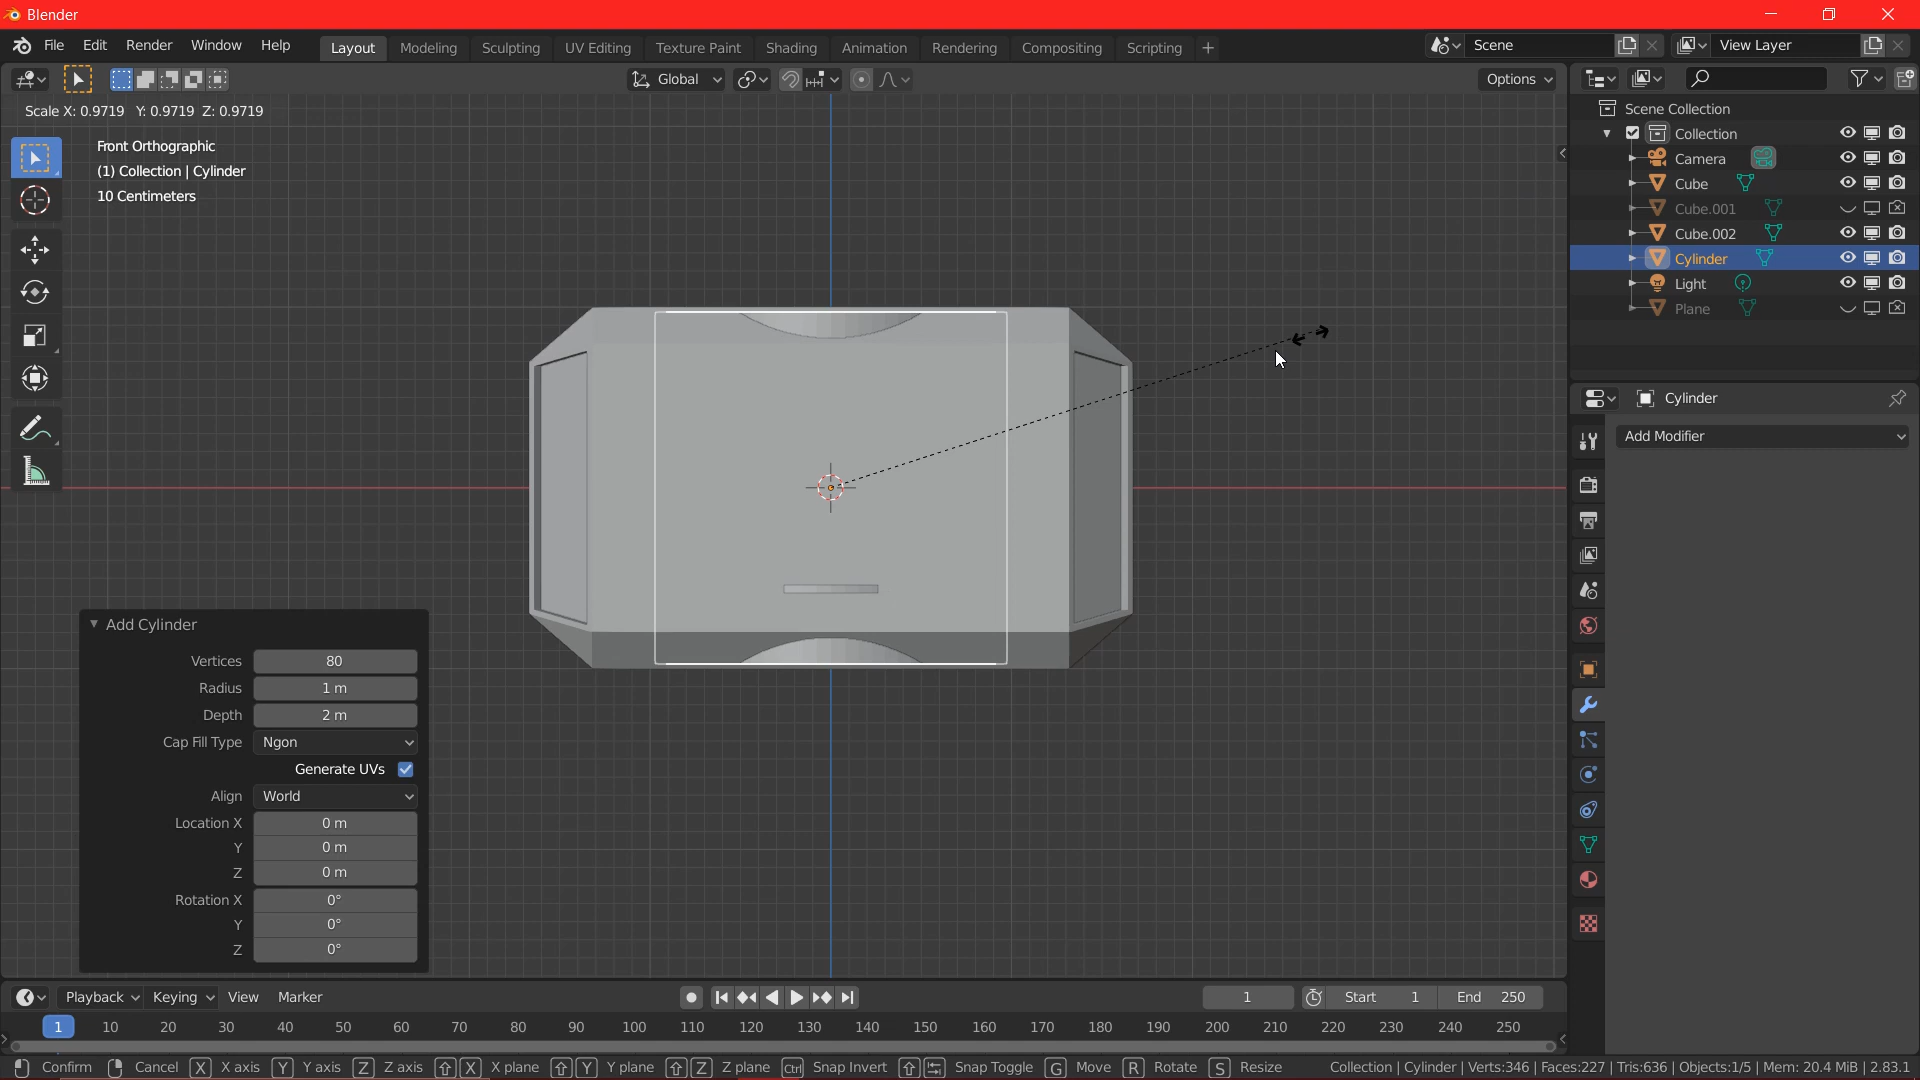 Blender
File Edit Render Window Help
Layout Modeling Sculpting UV Editing Texture Paint Shading Animation Rendering Compositing Scripting +
Scene
View Layer
Global
Options
Scale X: 0.9719 Y: 0.9719 Z: 0.9719
Front Orthographic
(1) Collection | Cylinder
10 Centimeters
Scene Collection
Collection
Camera
Cube
Cube.001
Cube.002
Cylinder
Light
Plane
Cylinder
Add Modifier
Add Cylinder
Vertices 80
Radius 1 m
Depth 2 m
Cap Fill Type Ngon
Generate UVs
Align World
Location X 0 m
Y 0 m
Z 0 m
Rotation X 0°
Y 0°
Z 0°
Playback Keying View Marker
1 Start 1 End 250
1 10 20 30 40 50 60 70 80 90 100 110 120 130 140 150 160 170 180 190 200 210 220 230 240 250
Confirm Cancel X X axis Y Y axis Z Z axis X X plane Y Y plane Z Z plane Ctrl Snap Invert Snap Toggle G Move R Rotate S Resize Collection | Cylinder | Verts:346 | Faces:227 | Tris:636 | Objects:1/5 | Mem: 20.4 MiB | 2.83.1